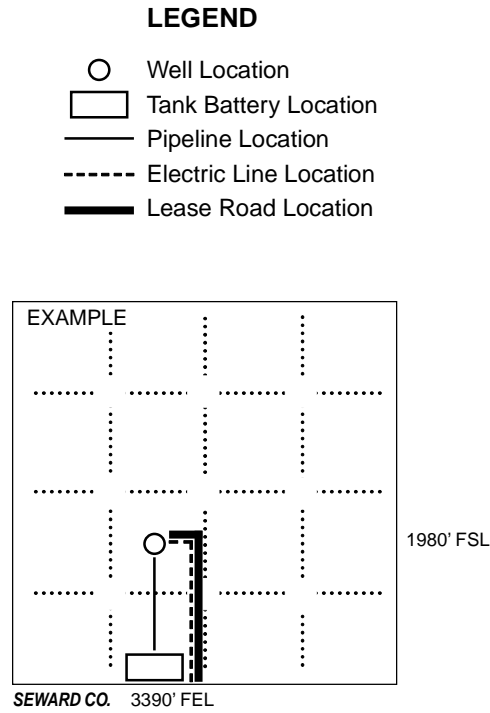 LEGEND
Well Location
Tank Battery Location
Pipeline Location
Electric Line Location
Lease Road Location
EXAMPLE
1980’ FSL
SEWARD CO. 3390’ FEL